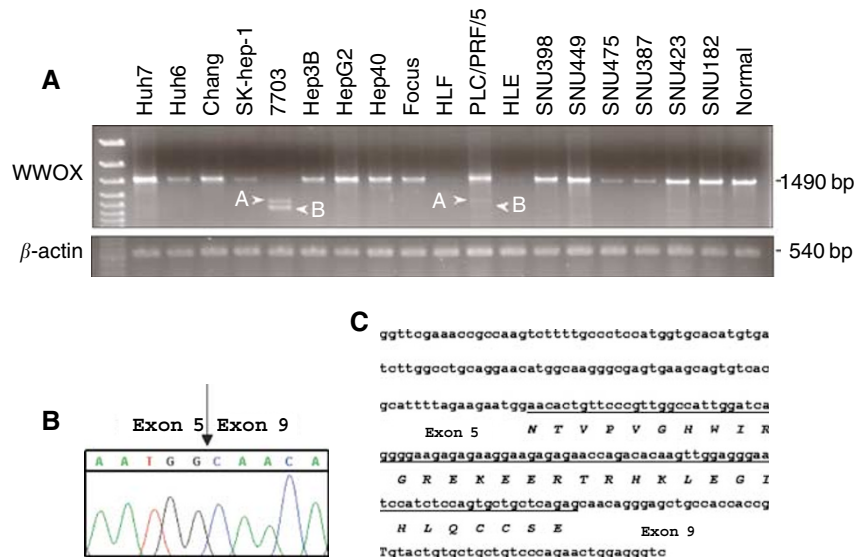 A
Huh7 Huh6 Chang SK-hep-1 7703 Hep3B HepG2 Hep40 Focus HLF PLC/PRF/5 HLE SNU398 SNU449 SNU475 SNU387 SNU423 SNU182 Normal
WWOX
-1490 bp
A B A B
β-actin
- 540 bp
B
Exon 5 Exon 9
A A T G G C A A C A
C
ggttcgaaaccgccaagtcttttgccctccatggtgcacatgtga
tcttggcctgcaggaacatggcaagggcgagtgaagcagtgtcac
gcattttagaagaatggaacactgttcccgttggccattggatca
Exon 5 N T V P V G H W I R
ggggaagagagaaggaagagagaaccagacacaagttggagggaa
G R E K E E R T R H K L E G I
tccatctccagtgctgctcagagcaacagggagctgccaccaccg
H L Q C C S E Exon 9
Tgtactgtgctgctgtcccagaactggagggtc